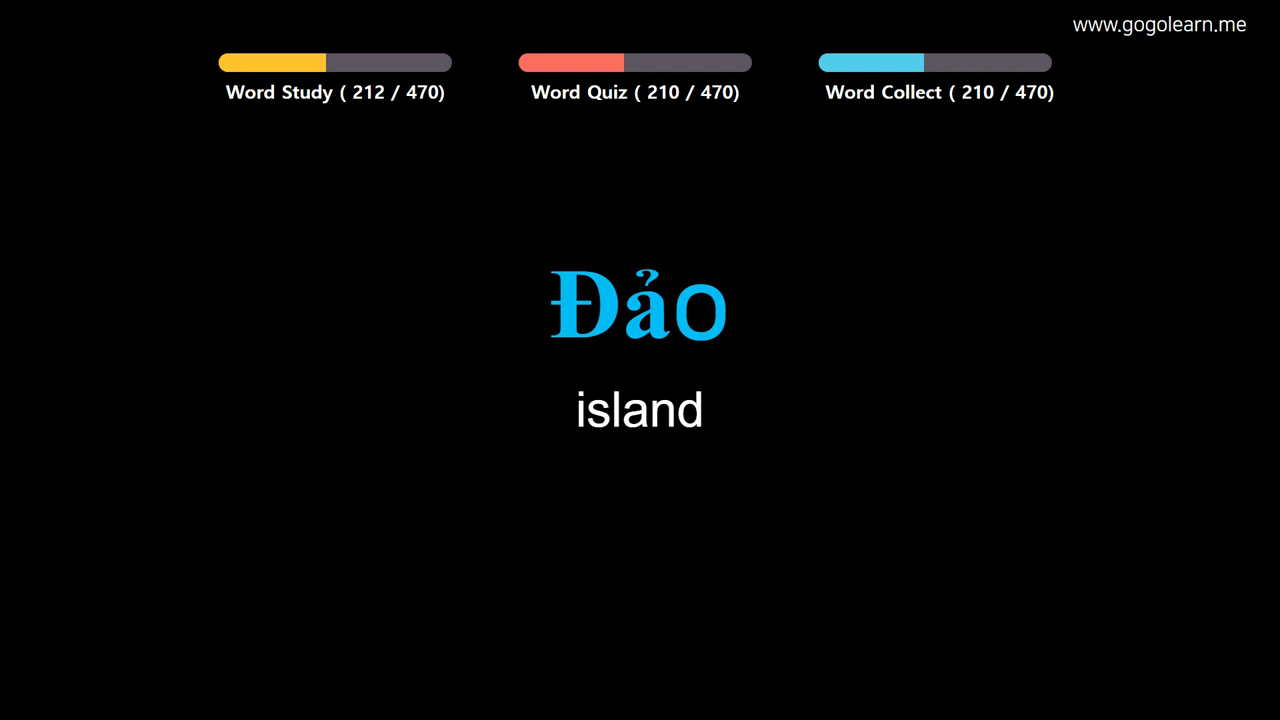 www.gogolearn.me
Word Study ( 212 / 470)
Word Quiz ( 210 / 470)
Word Collect ( 210 / 470)
Đảo
island